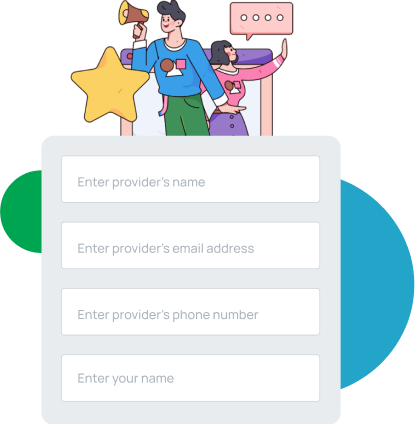 Enter provider's name
Enter provider's email address
Enter provider's phone number
Enter your name